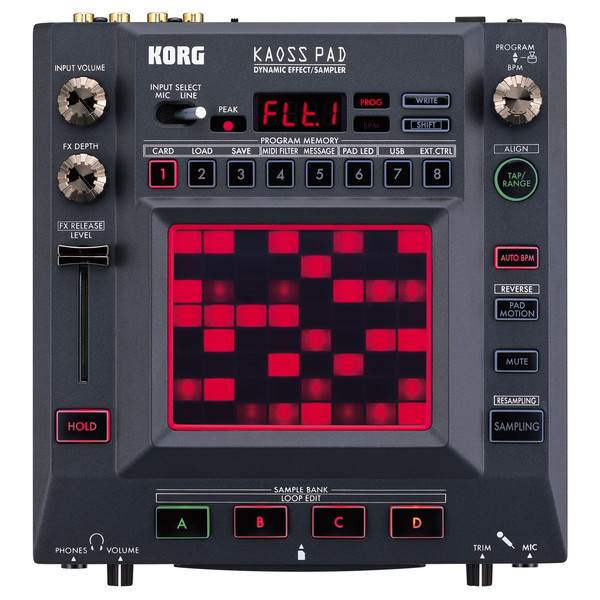 KORG
KAOSS PAD
DYNAMIC EFFECT/SAMPLER
INPUT VOLUME
INPUT SELECT
MIC LINE
PEAK
FLt.1
PROG
BPM
WRITE
SHIFT
PROGRAM
BPM
FX DEPTH
PROGRAM MEMORY
CARD LOAD SAVE MIDI FILTER MESSAGE PAD LED USB EXT.CTRL
1 2 3 4 5 6 7 8
ALIGN
TAP/
RANGE
FX RELEASE
LEVEL
AUTO BPM
REVERSE
PAD
MOTION
MUTE
RESAMPLING
SAMPLING
HOLD
SAMPLE BANK
LOOP EDIT
A B C D
PHONES VOLUME
TRIM MIC